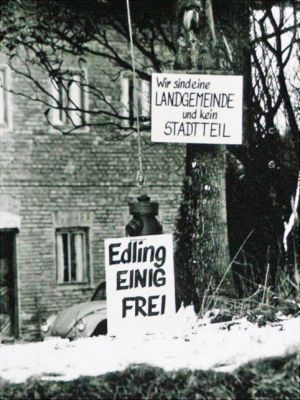 Wir sind eine
LANDGEMEINDE
und kein
STADTTEIL
Edling
EINIG
FREI